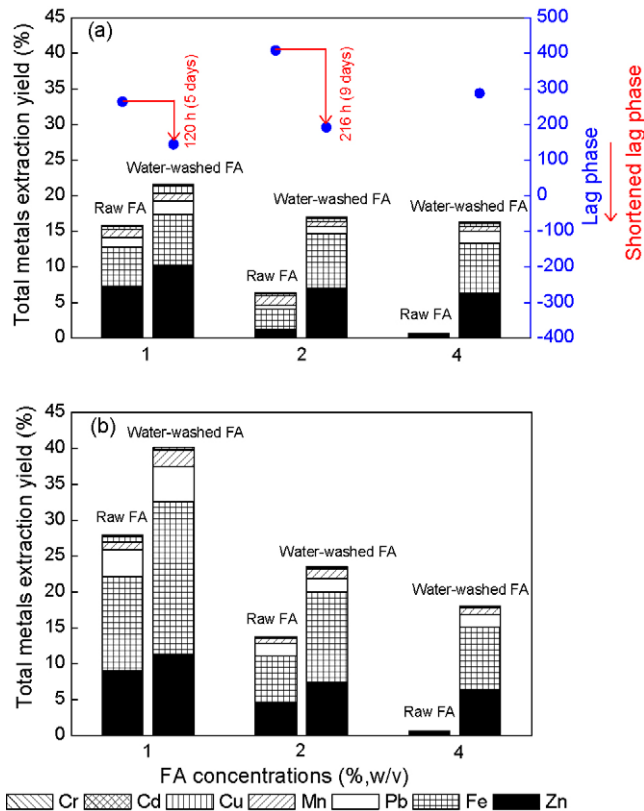 (a)
Total metals extraction yield (%)
45
40
35
30
25
20
15
10
5
0
500
400
300
200
100
0
-100
-200
-300
-400
Lag phase
Shortened lag phase
120 h (5 days)
216 h (9 days)
Raw FA
Water-washed FA
Raw FA
Water-washed FA
Raw FA
Water-washed FA
1
2
4
(b)
Total metals extraction yield (%)
45
40
35
30
25
20
15
10
5
0
Raw FA
Water-washed FA
Raw FA
Water-washed FA
Raw FA
Water-washed FA
1
2
4
FA concentrations (%,w/v)
Cr Cd Cu Mn Pb Fe Zn